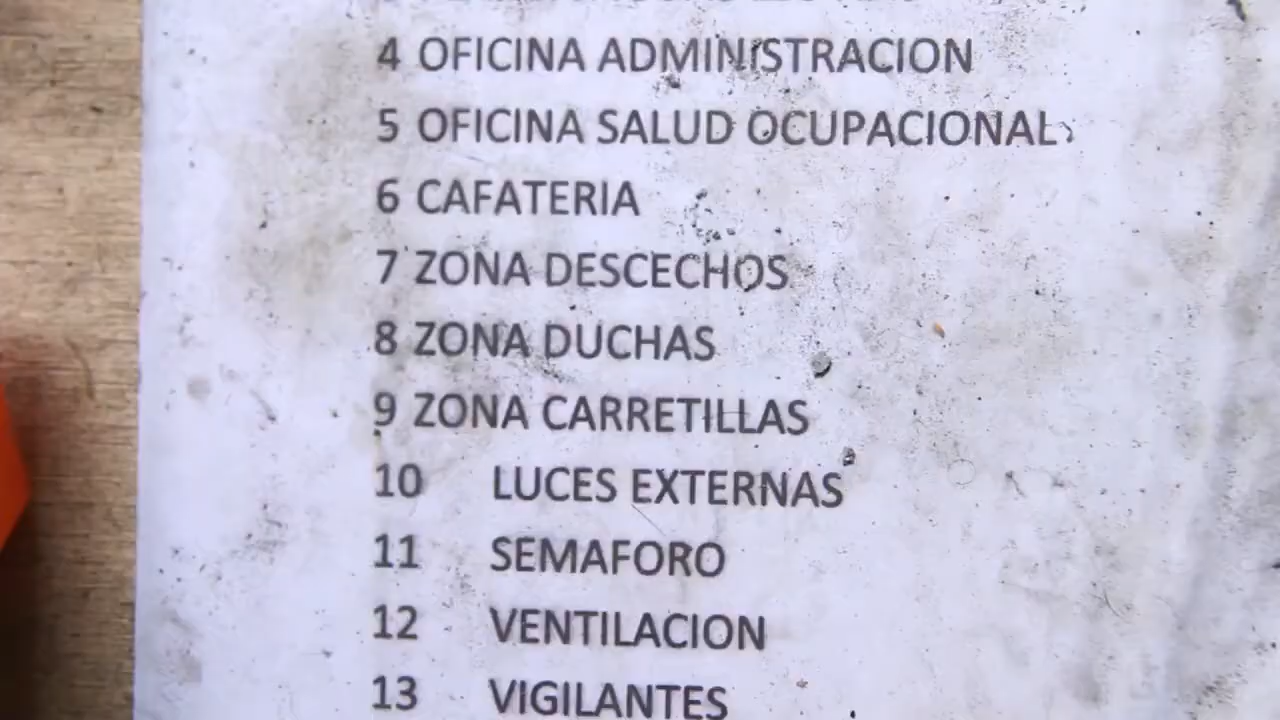 4 OFICINA ADMINISTRACION
5 OFICINA SALUD OCUPACIONAL
6 CAFATERIA
7 ZONA DESCECHOS
8 ZONA DUCHAS
9 ZONA CARRETILLAS
10 LUCES EXTERNAS
11 SEMAFORO
12 VENTILACION
13 VIGILANTES